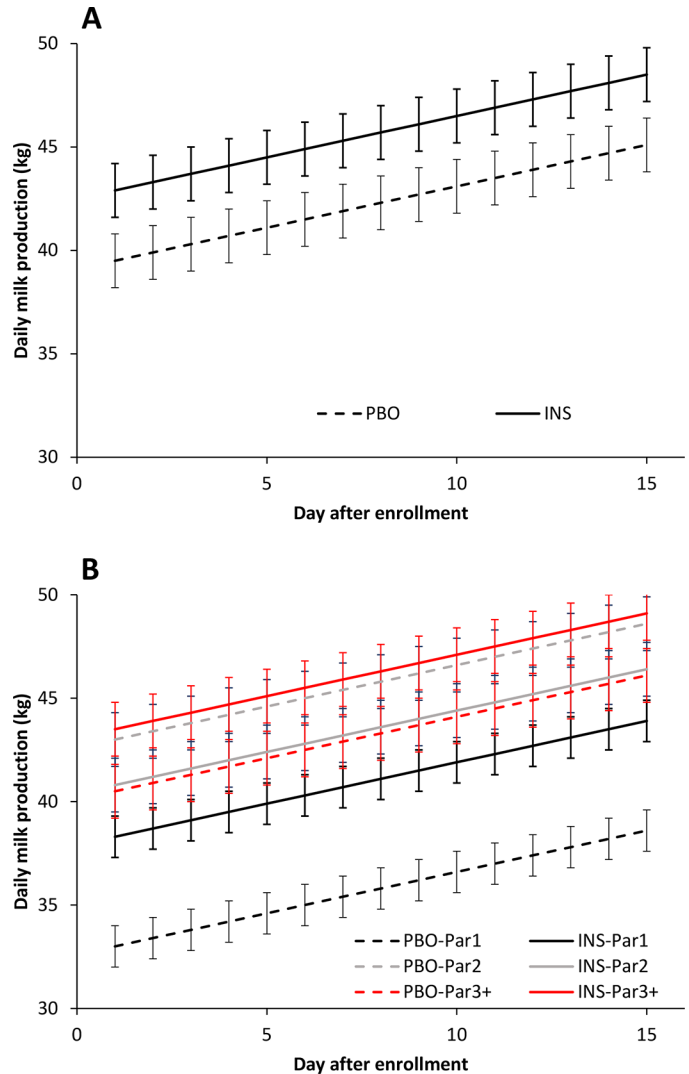 A
50
45
40
35
30
Daily milk production (kg)
PBO INS
0 5 10 15
Day after enrollment
B
50
45
40
35
30
Daily milk production (kg)
PBO-Par1 INS-Par1
PBO-Par2 INS-Par2
PBO-Par3+ INS-Par3+
0 5 10 15
Day after enrollment